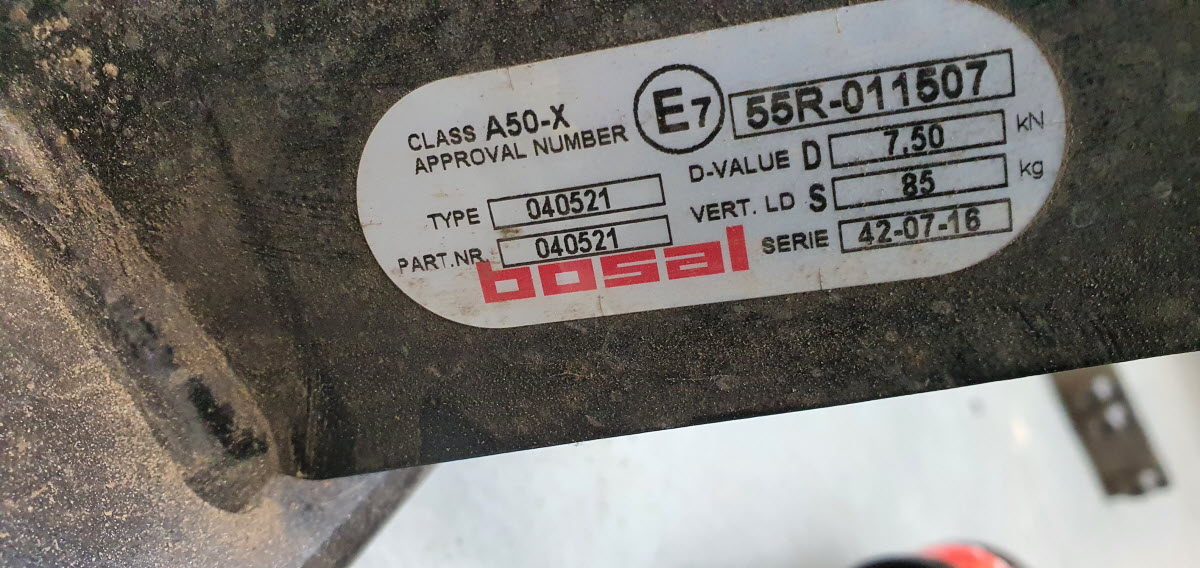 CLASS A50-X
APPROVAL NUMBER E7 55R-011507
D-VALUE D 7.50 kN
TYPE 040521
VERT. LD S 85 kg
PART.NR. 040521
SERIE 42-07-16
bosal